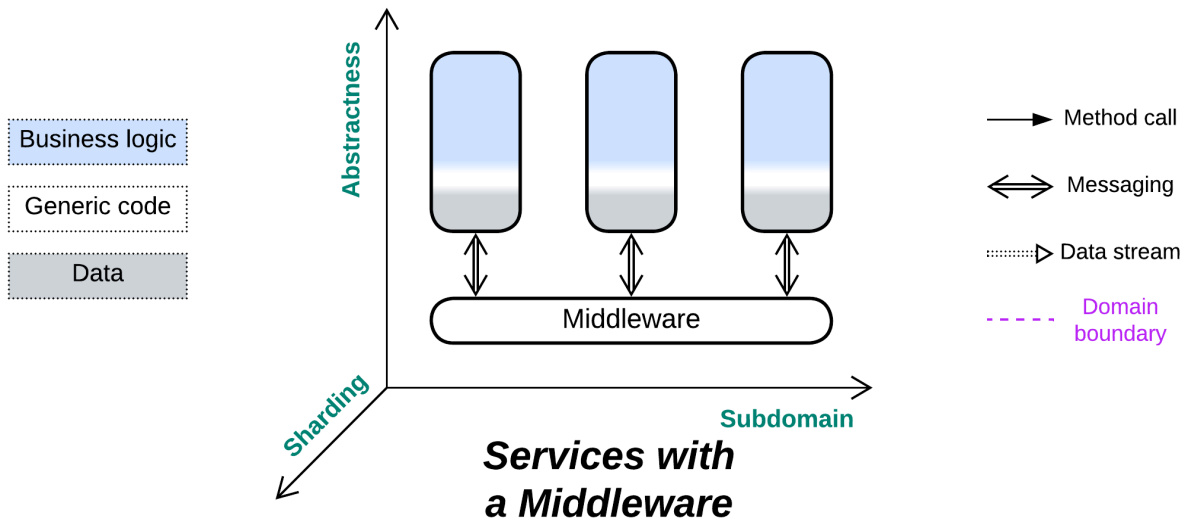 Business logic
Generic code
Data
Abstractness
Middleware
Sharding
Subdomain
Services with
a Middleware
Method call
Messaging
Data stream
Domain
boundary